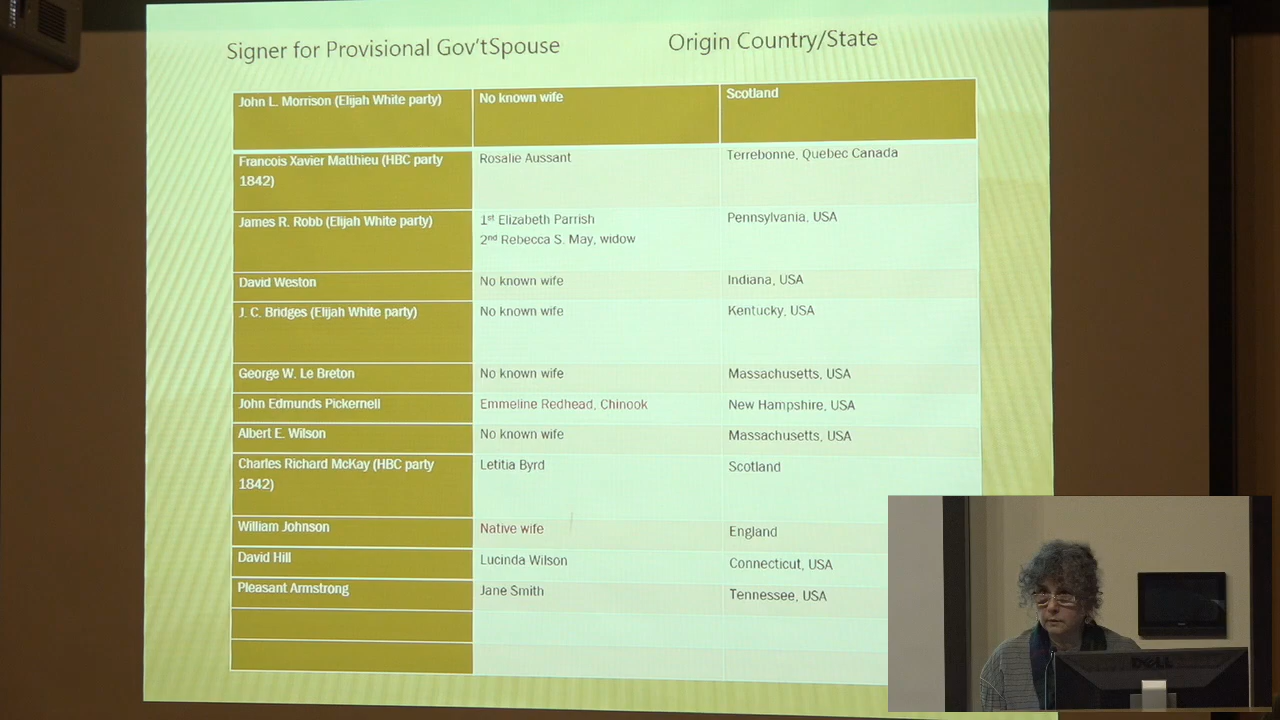 Signer for Provisional Gov'tSpouse Origin Country/State
John L. Morrison (Elijah White party) No known wife Scotland
Francois Xavier Matthieu (HBC party Rosalie Aussant Terrebonne, Quebec Canada
1842)
James R. Robb (Elijah White party) 1st Elizabeth Parrish Pennsylvania, USA
2nd Rebecca S. May, widow
David Weston No known wife Indiana, USA
J. C. Bridges (Elijah White party) No known wife Kentucky, USA
George W. Le Breton No known wife Massachusetts, USA
John Edmunds Pickernell Emmeline Redhead, Chinook New Hampshire, USA
Albert E. Wilson No known wife Massachusetts, USA
Charles Richard McKay (HBC party Letitia Byrd Scotland
1842)
William Johnson Native wife England
David Hill Lucinda Wilson Connecticut, USA
Pleasant Armstrong Jane Smith Tennessee, USA
DELL